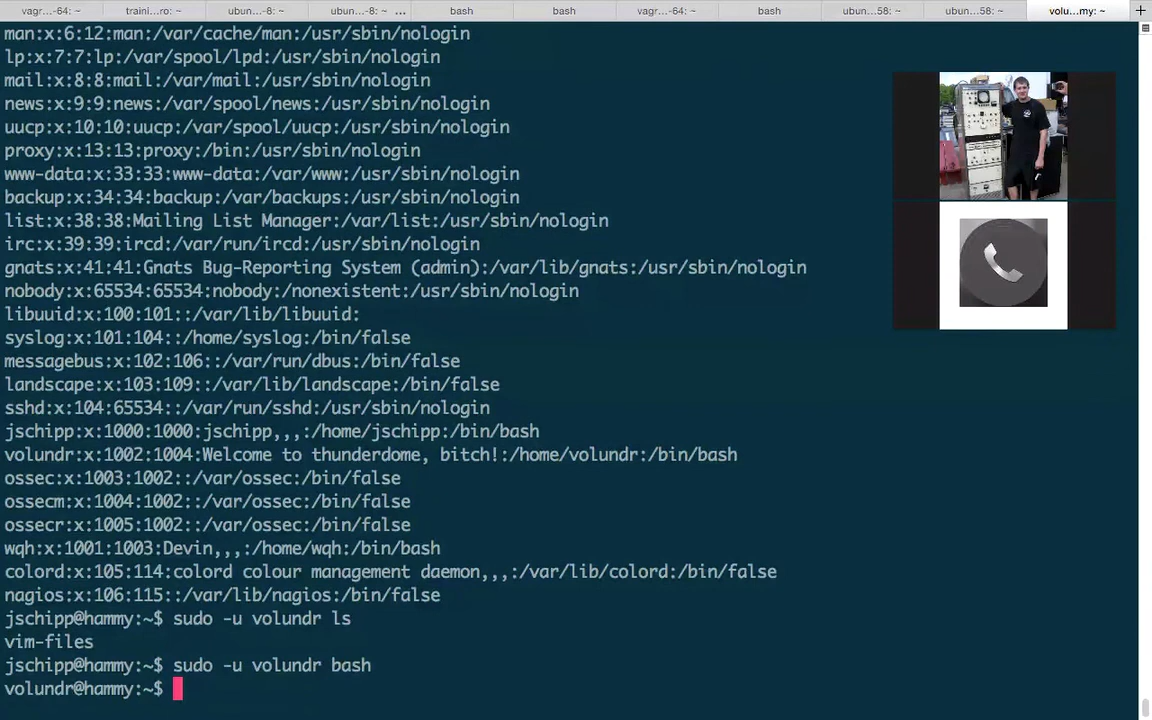 vagr...-64: ~
traini...ro: ~
ubun...-8: ~
ubun...-8: ~
...
bash
bash
vagr...-64: ~
bash
ubun...58: ~
ubun...58: ~
volu...my: ~
+
man:x:6:12:man:/var/cache/man:/usr/sbin/nologin
lp:x:7:7:lp:/var/spool/lpd:/usr/sbin/nologin
mail:x:8:8:mail:/var/mail:/usr/sbin/nologin
news:x:9:9:news:/var/spool/news:/usr/sbin/nologin
uucp:x:10:10:uucp:/var/spool/uucp:/usr/sbin/nologin
proxy:x:13:13:proxy:/bin:/usr/sbin/nologin
www-data:x:33:33:www-data:/var/www:/usr/sbin/nologin
backup:x:34:34:backup:/var/backups:/usr/sbin/nologin
list:x:38:38:Mailing List Manager:/var/list:/usr/sbin/nologin
irc:x:39:39:ircd:/var/run/ircd:/usr/sbin/nologin
gnats:x:41:41:Gnats Bug-Reporting System (admin):/var/lib/gnats:/usr/sbin/nologin
nobody:x:65534:65534:nobody:/nonexistent:/usr/sbin/nologin
libuuid:x:100:101::/var/lib/libuuid:
syslog:x:101:104::/home/syslog:/bin/false
messagebus:x:102:106::/var/run/dbus:/bin/false
landscape:x:103:109::/var/lib/landscape:/bin/false
sshd:x:104:65534::/var/run/sshd:/usr/sbin/nologin
jschipp:x:1000:1000:jschipp,,,:/home/jschipp:/bin/bash
volundr:x:1002:1004:Welcome to thunderdome, bitch!:/home/volundr:/bin/bash
ossec:x:1003:1002::/var/ossec:/bin/false
ossecm:x:1004:1002::/var/ossec:/bin/false
ossecr:x:1005:1002::/var/ossec:/bin/false
wqh:x:1001:1003:Devin,,,:/home/wqh:/bin/bash
colord:x:105:114:colord colour management daemon,,,:/var/lib/colord:/bin/false
nagios:x:106:115::/var/lib/nagios:/bin/false
jschipp@hammy:~$ sudo -u volundr ls
vim-files
jschipp@hammy:~$ sudo -u volundr bash
volundr@hammy:~$